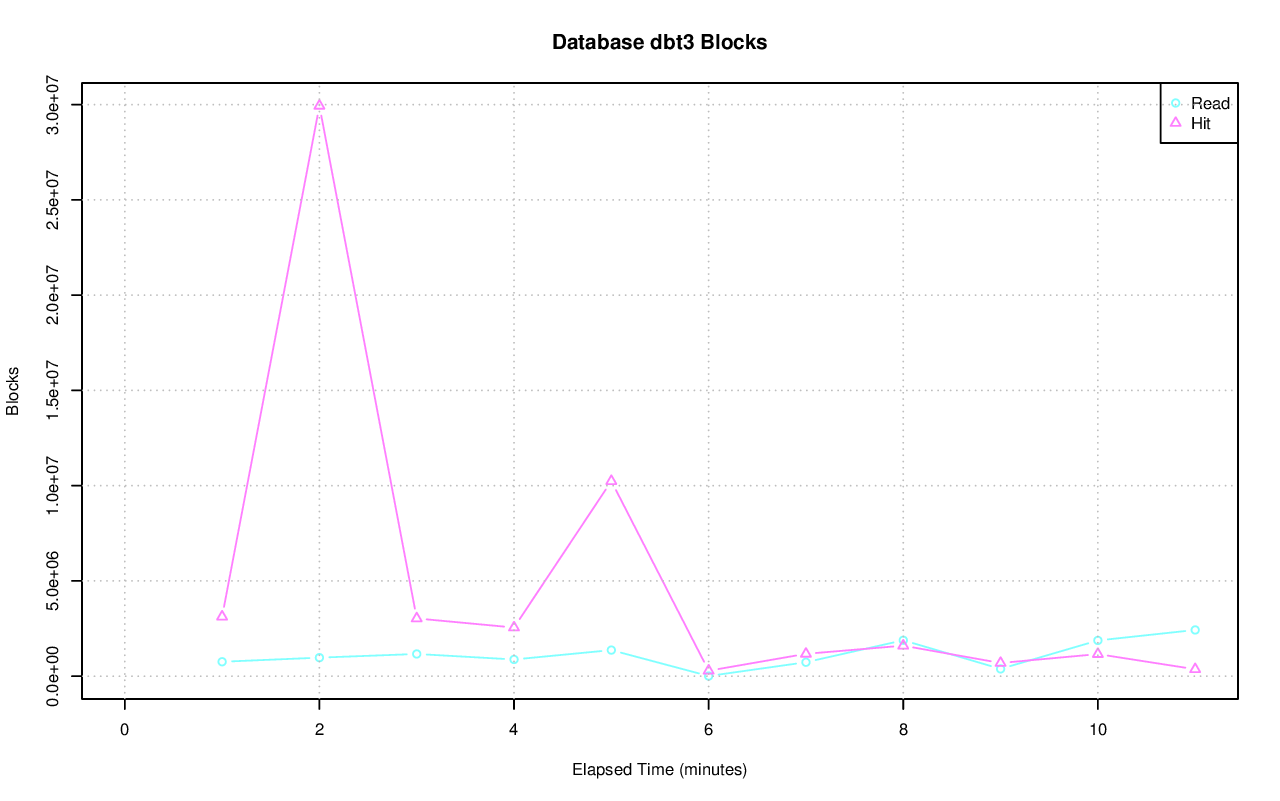 Database dbt3 Blocks
Read
Hit
Blocks
3.0e+07
2.5e+07
2.0e+07
1.5e+07
1.0e+07
5.0e+06
0.0e+00
0 2 4 6 8 10
Elapsed Time (minutes)